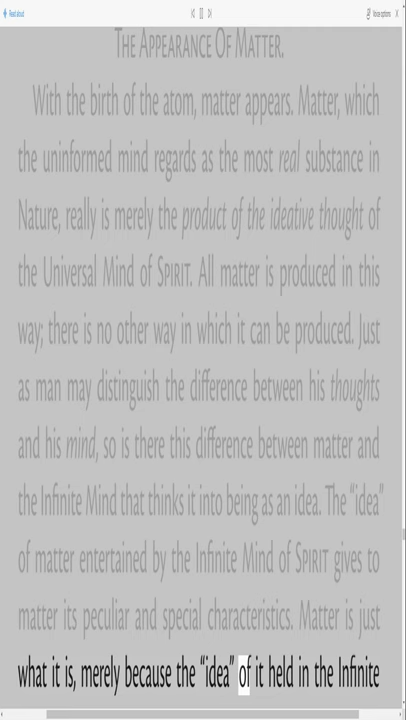 Read aloud
Voice options
THE APPEARANCE OF MATTER.
With the birth of the atom, matter appears. Matter, which
the uninformed mind regards as the most real substance in
Nature, really is merely the product of the ideative thought of
the Universal Mind of SPIRIT. All matter is produced in this
way; there is no other way in which it can be produced. Just
as man may distinguish the difference between his thoughts
and his mind, so is there this difference between matter and
the Infinite Mind that thinks it into being as an idea. The “idea”
of matter entertained by the Infinite Mind of SPIRIT gives to
matter its peculiar and special characteristics. Matter is just
what it is, merely because the “idea” of it held in the Infinite